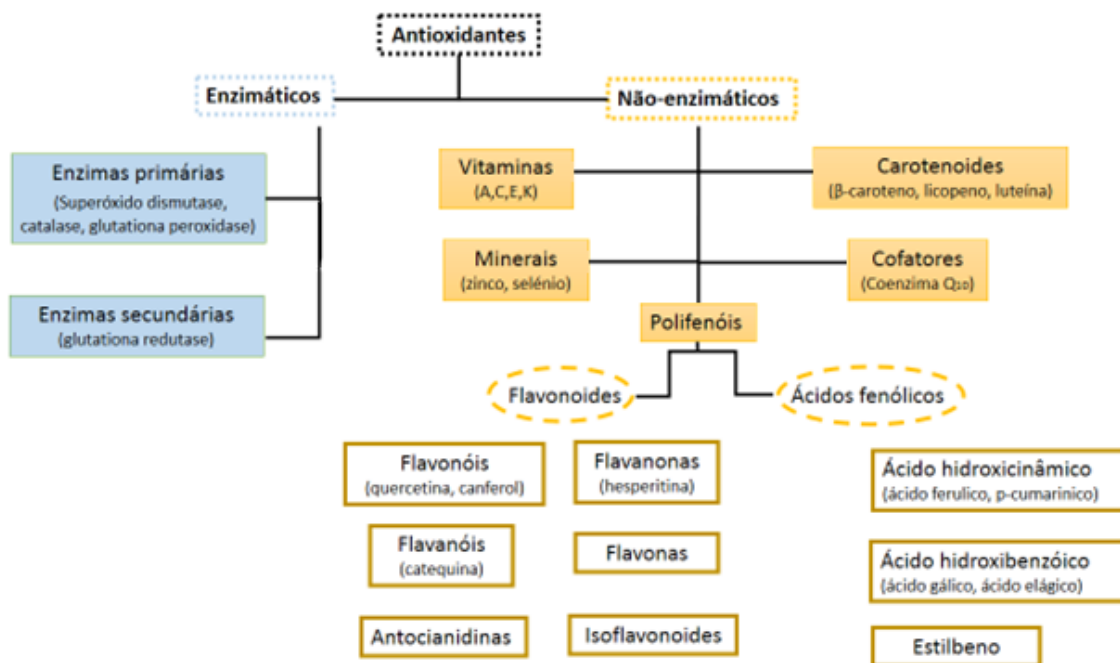 Antioxidantes
Enzimáticos
Não-enzimáticos
Enzimas primárias
(Superóxido dismutase,
catalase, glutationa peroxidase)
Enzimas secundárias
(glutationa redutase)
Vitaminas
(A,C,E,K)
Carotenoides
(β-caroteno, licopeno, luteína)
Minerais
(zinco, selénio)
Cofatores
(Coenzima Q₁₀)
Polifenóis
Flavonoides
Ácidos fenólicos
Flavonóis
(quercetina, canferol)
Flavanonas
(hesperitina)
Ácido hidroxicinâmico
(ácido ferulico, p-cumarinico)
Flavanóis
(catequina)
Flavonas
Ácido hidroxibenzóico
(ácido gálico, ácido elágico)
Antocianidinas
Isoflavonoides
Estilbeno